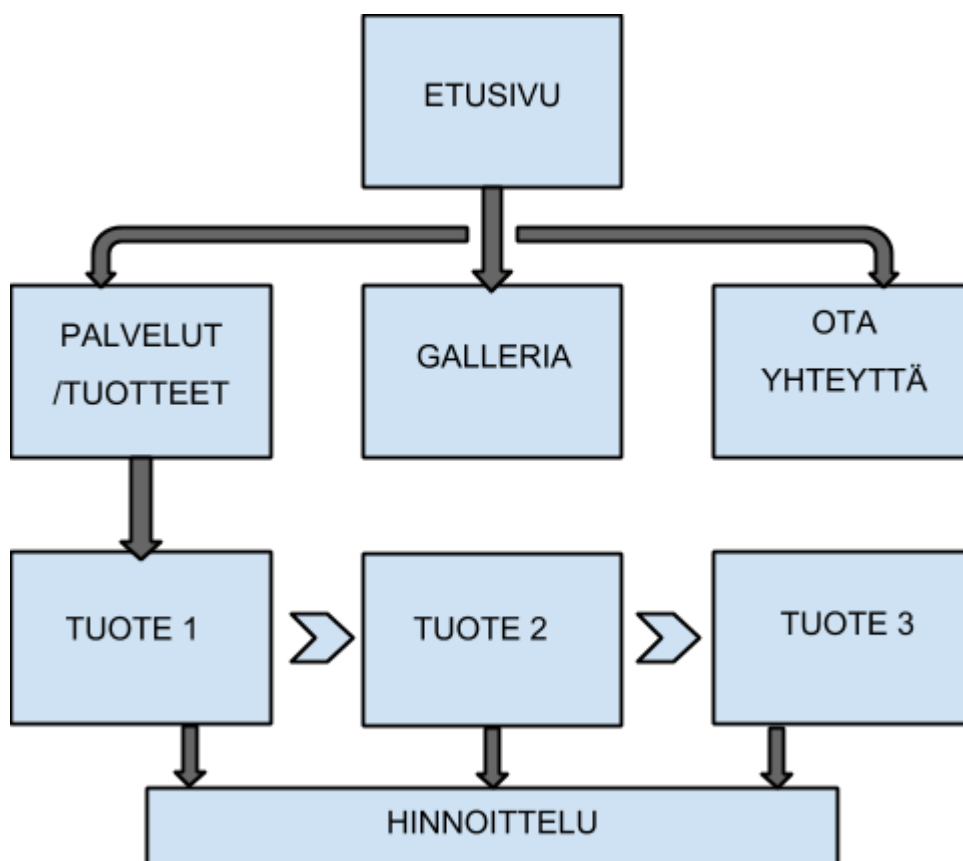 ETUSIVU
PALVELUT
/TUOTTEET
GALLERIA
OTA
YHTEYTTÄ
TUOTE 1
TUOTE 2
TUOTE 3
HINNOITTELU